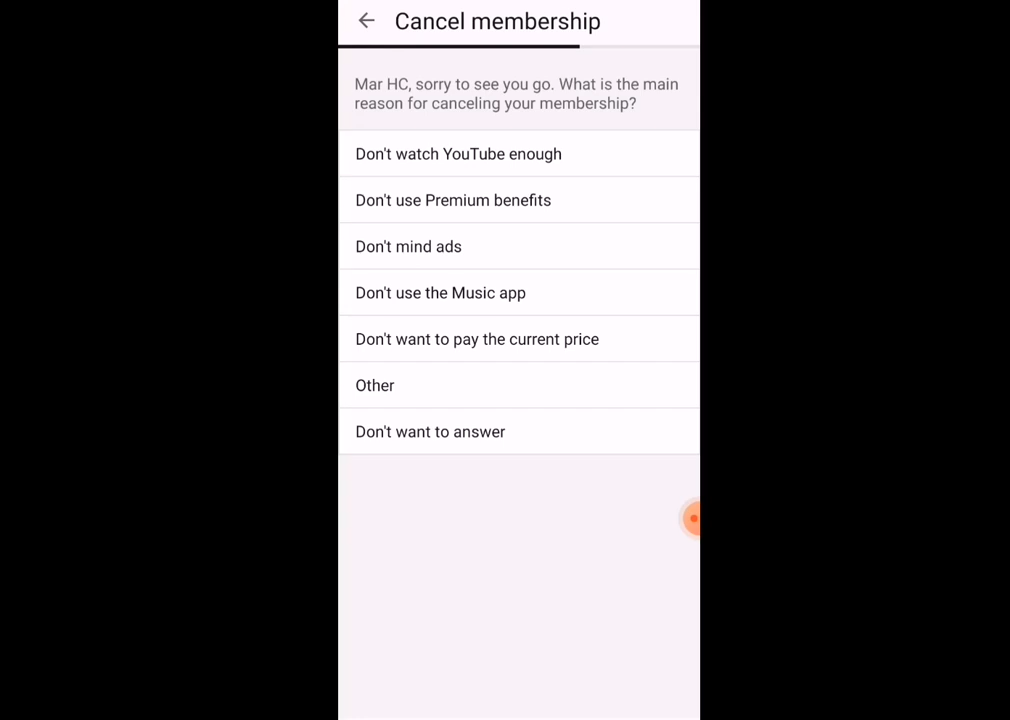 Cancel membership
Mar HC, sorry to see you go. What is the main
reason for canceling your membership?
Don't watch YouTube enough
Don't use Premium benefits
Don't mind ads
Don't use the Music app
Don't want to pay the current price
Other
Don't want to answer